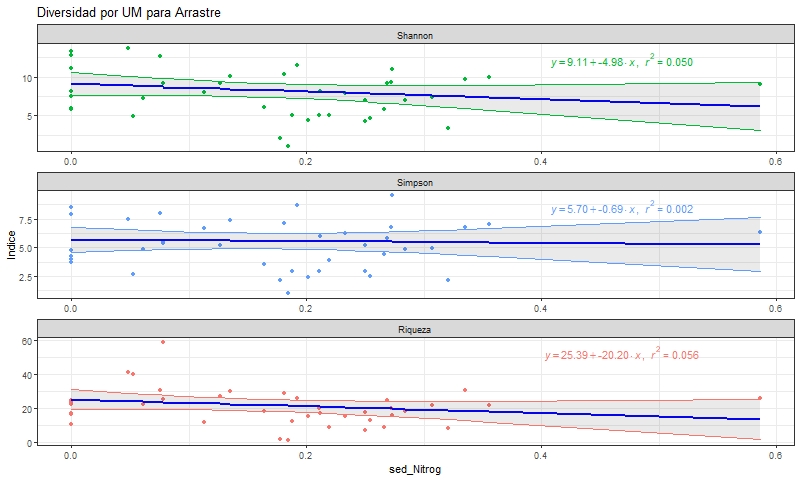 Diversidad por UM para Arrastre
Shannon
y = 9.11 + -4.98 · x, r² = 0.050
10
5
0.0 0.2 0.4 0.6
Simpson
y = 5.70 + -0.69 · x, r² = 0.002
7.5
5.0
2.5
0.0 0.2 0.4 0.6
Indice
Riqueza
y = 25.39 + -20.20 · x, r² = 0.056
60
40
20
0
0.0 0.2 0.4 0.6
sed_Nitrog